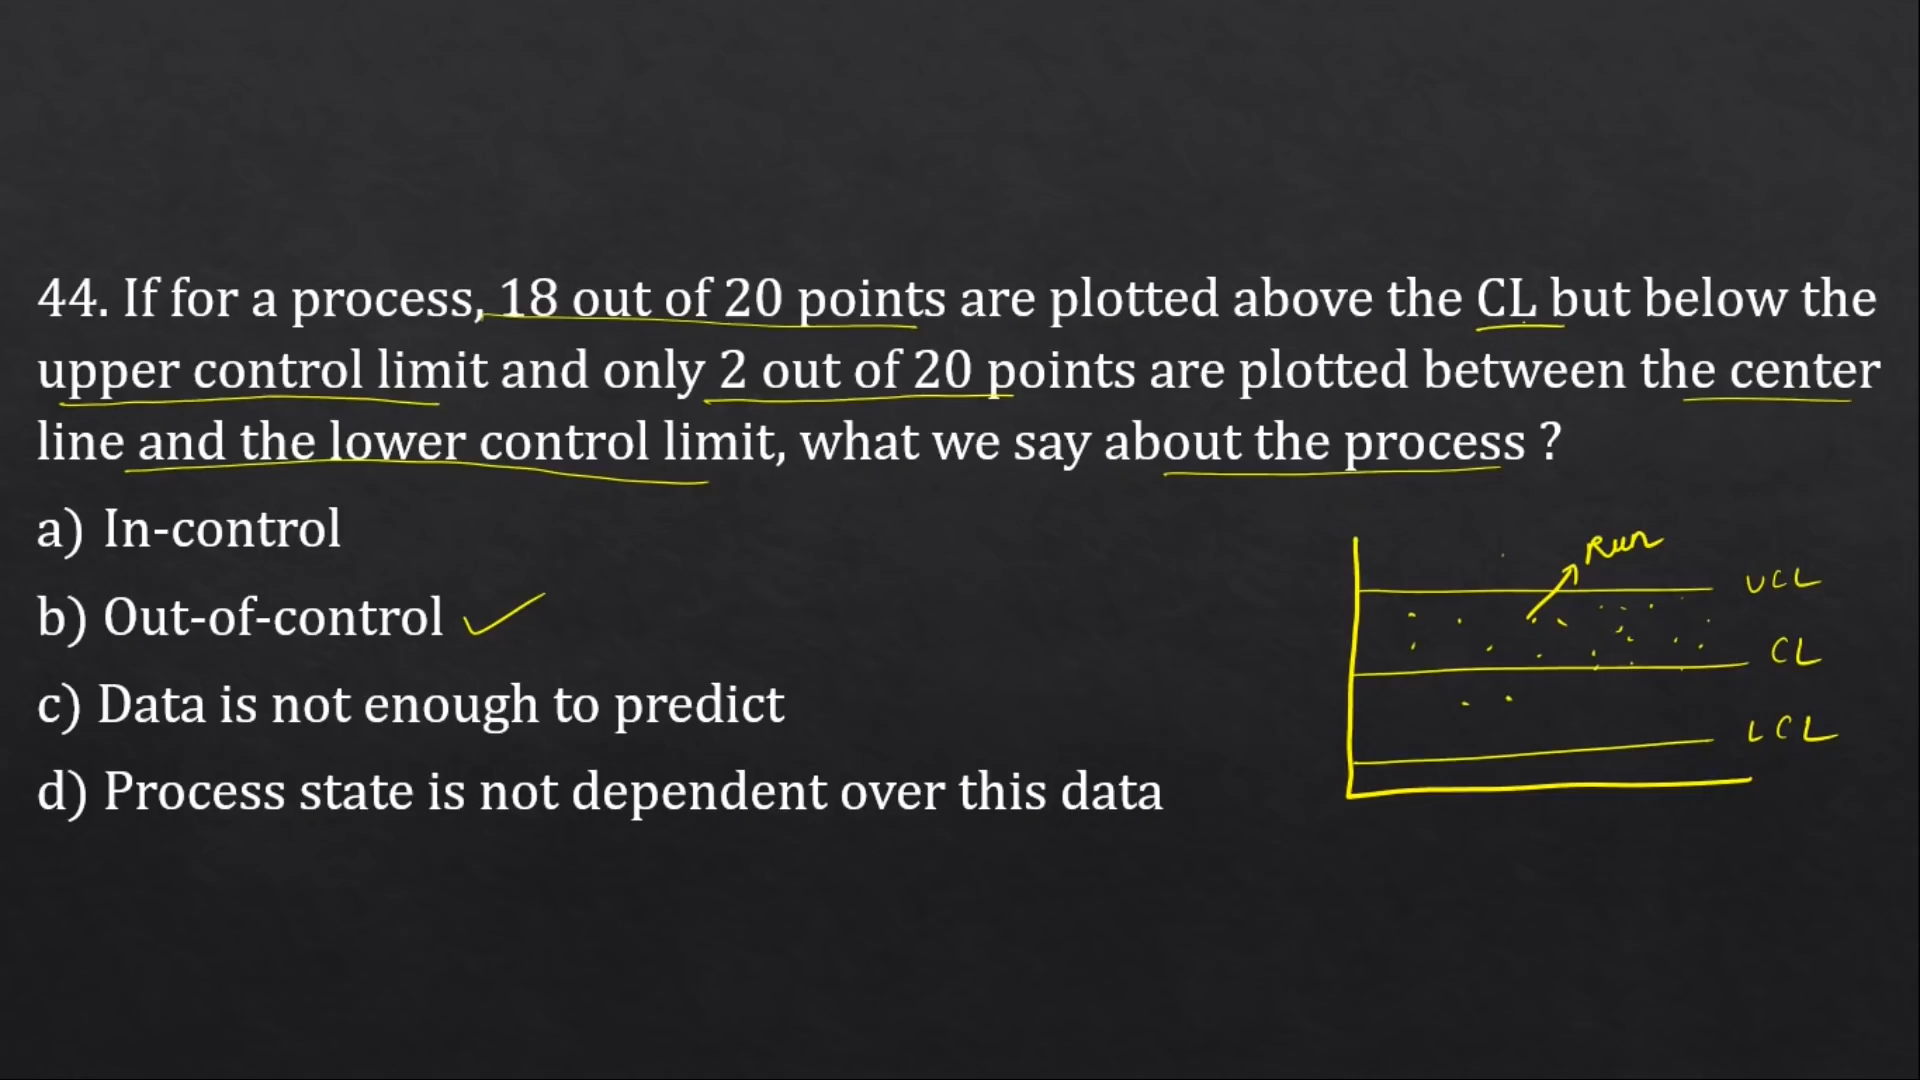 44. If for a process, 18 out of 20 points are plotted above the CL but below the
upper control limit and only 2 out of 20 points are plotted between the center
line and the lower control limit, what we say about the process ?
a) In-control
b) Out-of-control
c) Data is not enough to predict
d) Process state is not dependent over this data
Run
UCL
CL
LCL